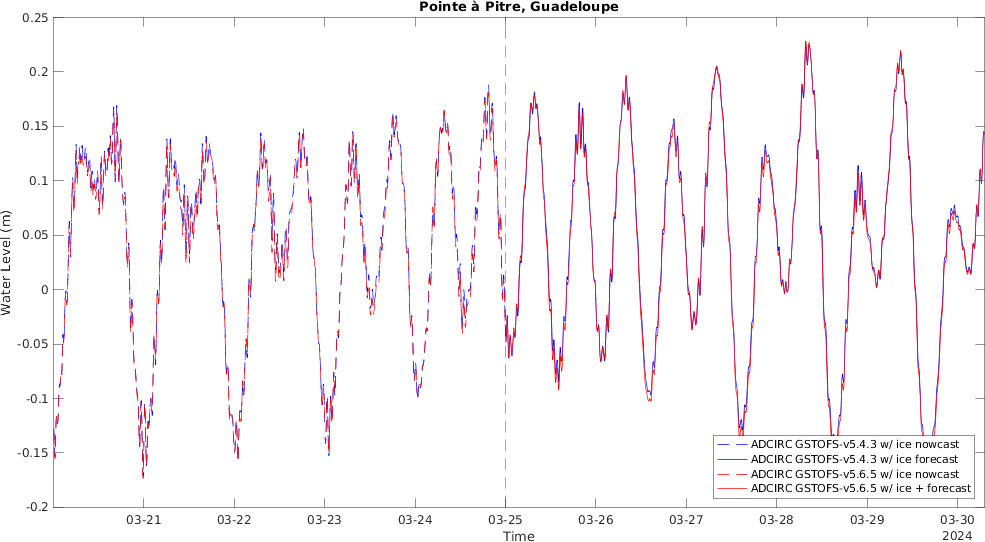 Pointe à Pitre, Guadeloupe
0.25
0.2
0.15
0.1
0.05
0
-0.05
-0.1
-0.15
-0.2
Water Level (m)
ADCIRC GSTOFS-v5.4.3 w/ ice nowcast
ADCIRC GSTOFS-v5.4.3 w/ ice forecast
ADCIRC GSTOFS-v5.6.5 w/ ice nowcast
ADCIRC GSTOFS-v5.6.5 w/ ice + forecast
03-21 03-22 03-23 03-24 03-25 03-26 03-27 03-28 03-29 03-30
Time
2024